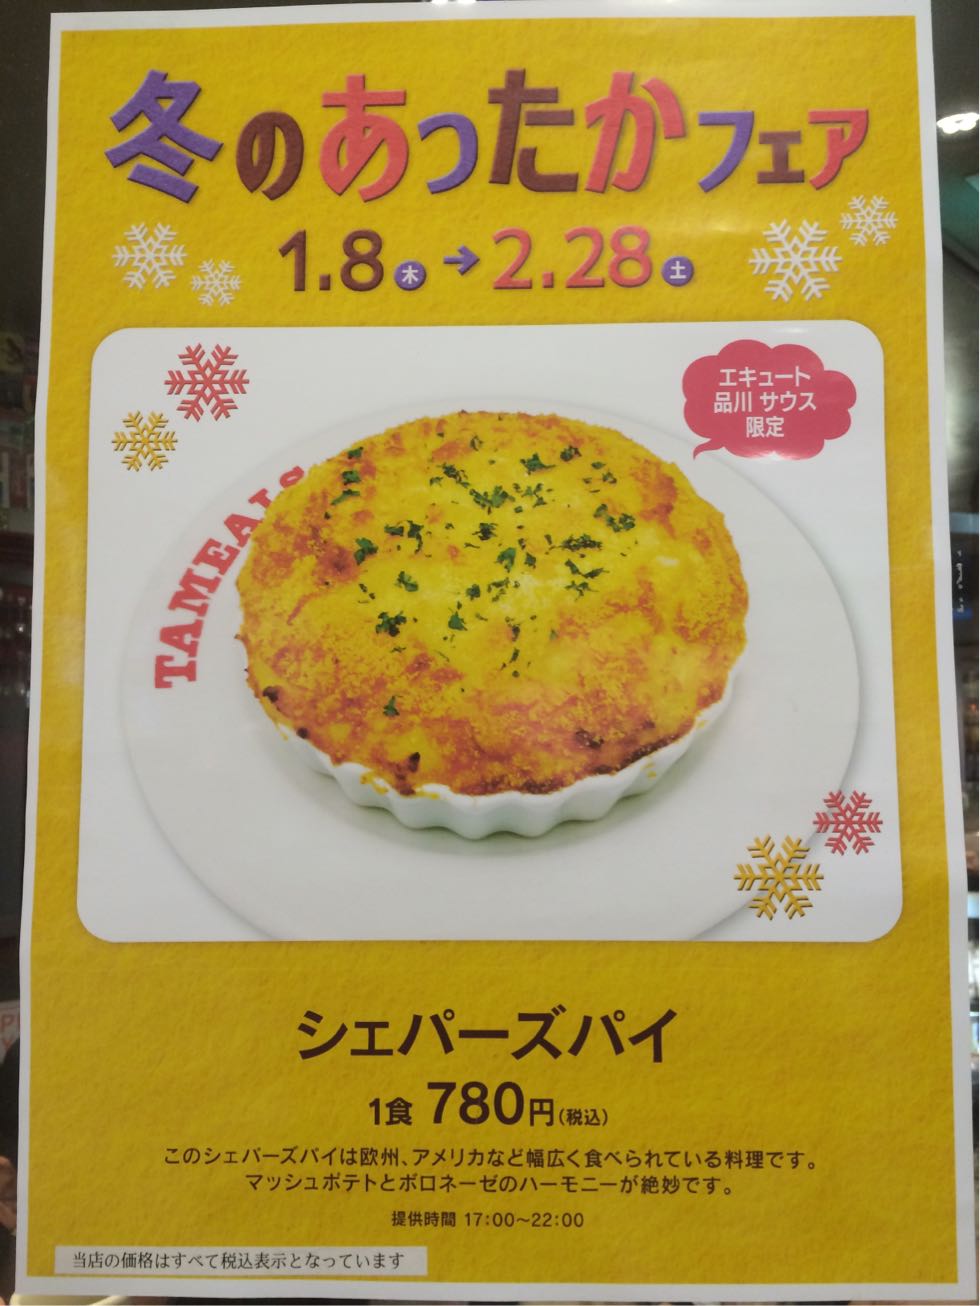 冬のあったかフェア
1.8木→2.28土
エキュート
品川 サウス
限定
TAMEALS
シェパーズパイ
1食 780円(税込)
このシェパーズパイは欧州、アメリカなど幅広く食べられている料理です。
マッシュポテトとボロネーゼのハーモニーが絶妙です。
提供時間 17:00〜22:00
当店の価格はすべて税込表示となっています